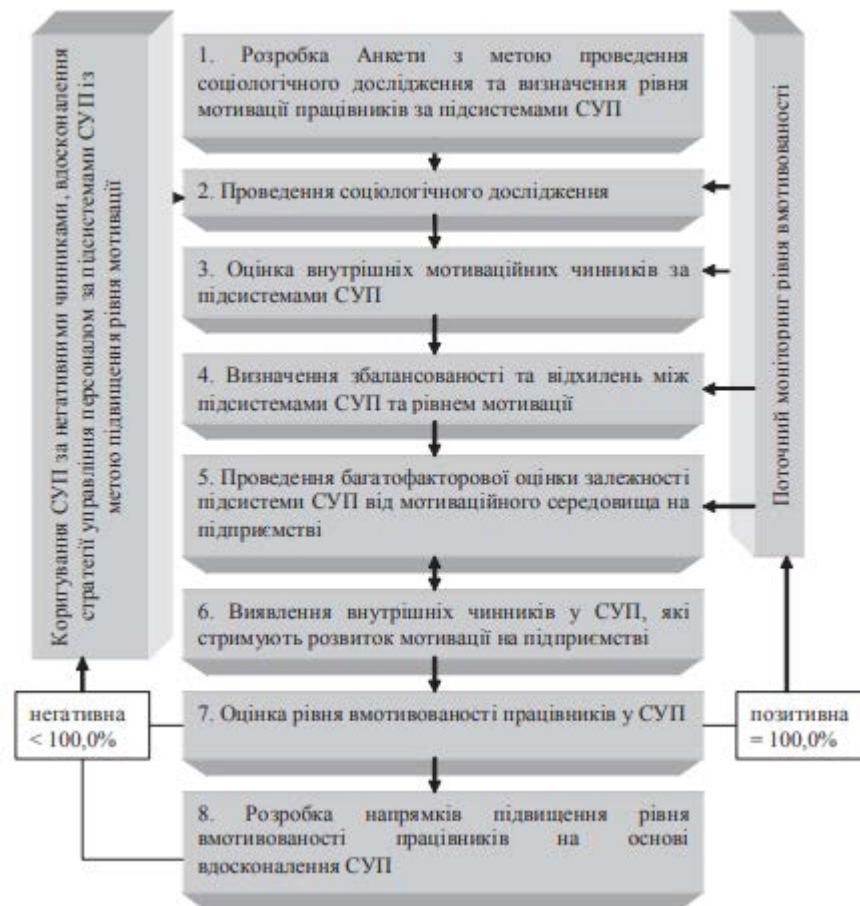 Коригування СУП за негативними чинниками, вдосконалення
стратегії управління персоналом за підсистемами СУП із
метою підвищення рівня мотивації
1. Розробка Анкети з метою проведення
соціологічного дослідження та визначення рівня
мотивації працівників за підсистемами СУП
2. Проведення соціологічного дослідження
3. Оцінка внутрішніх мотиваційних чинників за
підсистемами СУП
4. Визначення збалансованості та відхилень між
підсистемами СУП та рівнем мотивації
5. Проведення багатофакторової оцінки залежності
підсистеми СУП від мотиваційного середовища на
підприємстві
6. Виявлення внутрішніх чинників у СУП, які
стримують розвиток мотивації на підприємстві
7. Оцінка рівня вмотивованості працівників у СУП
8. Розробка напрямків підвищення рівня
вмотивованості працівників на основі
вдосконалення СУП
Поточний моніторинг рівня вмотивованості
негативна
< 100,0%
позитивна
= 100,0%